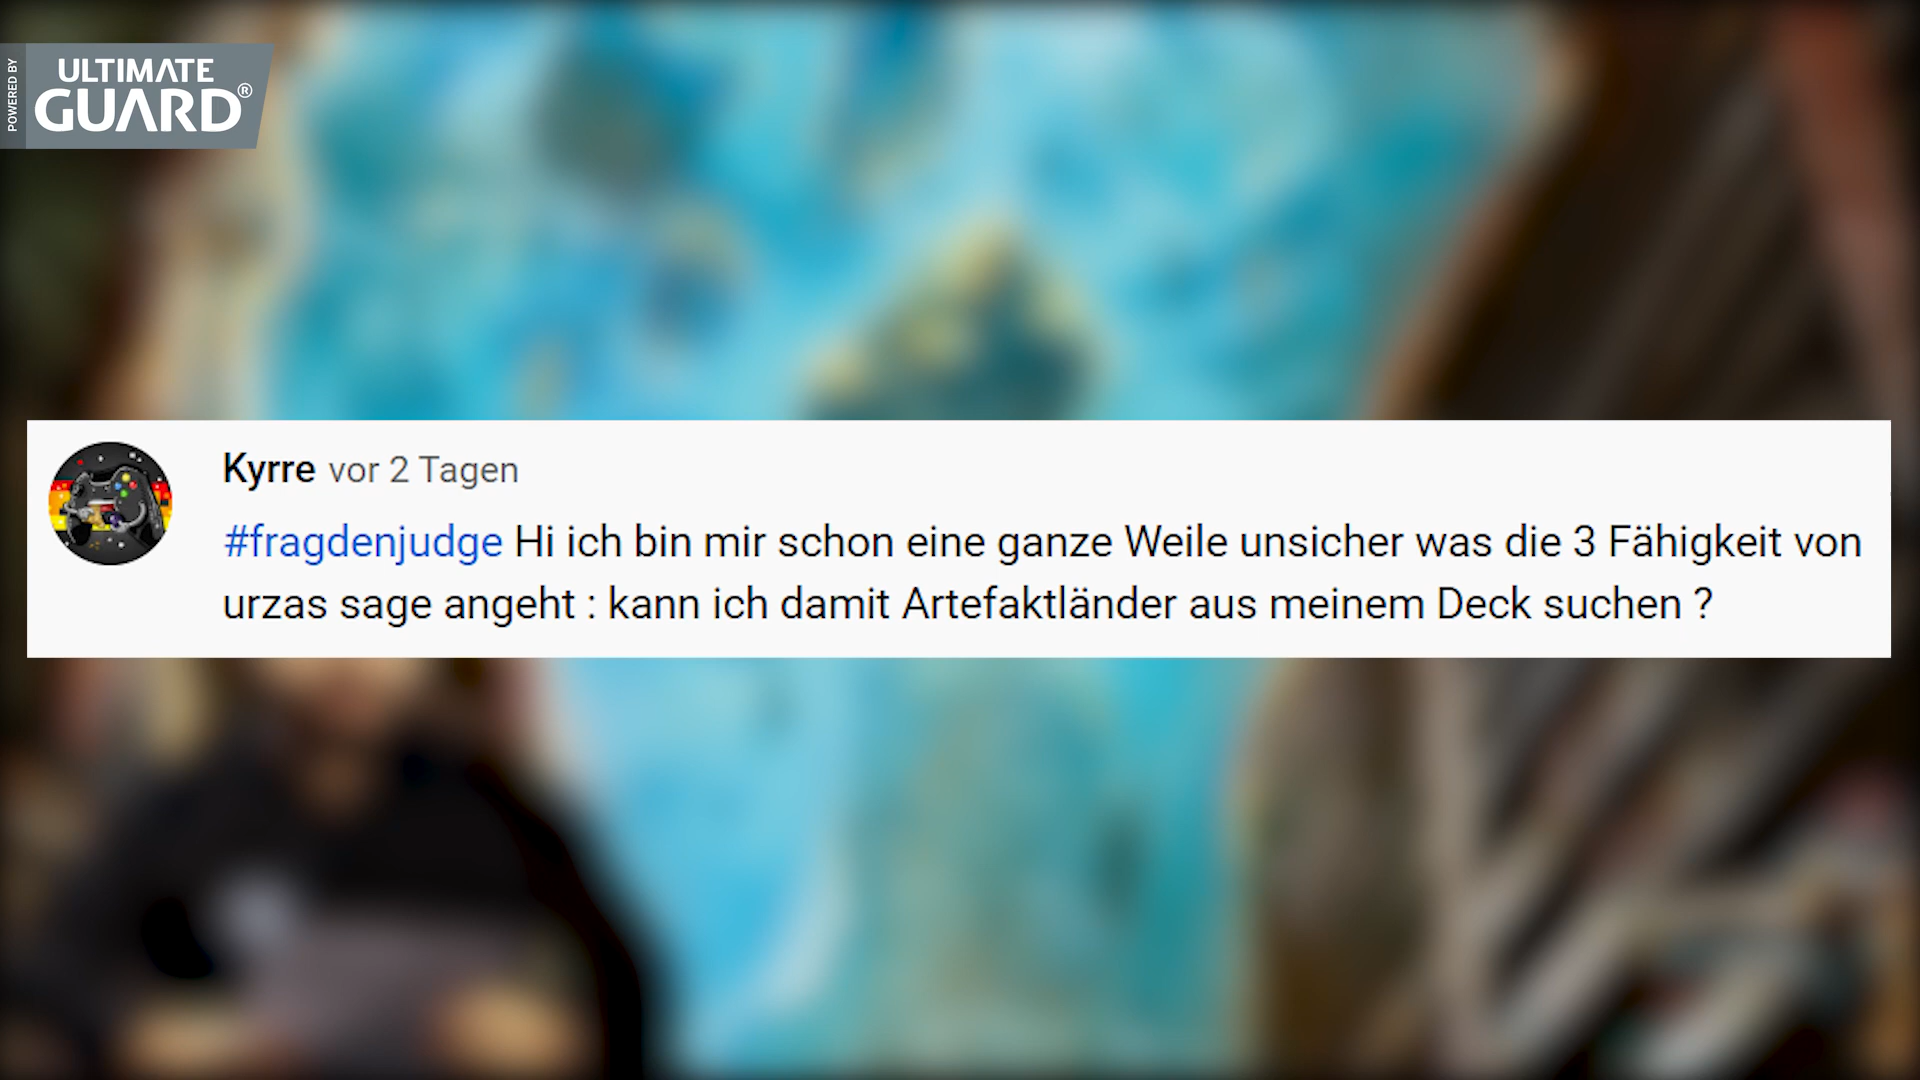 POWERED BY
ULTIMATE
GUARD®
Kyrre vor 2 Tagen
#fragdenjudge Hi ich bin mir schon eine ganze Weile unsicher was die 3 Fähigkeit von
urzas sage angeht : kann ich damit Artefaktländer aus meinem Deck suchen ?